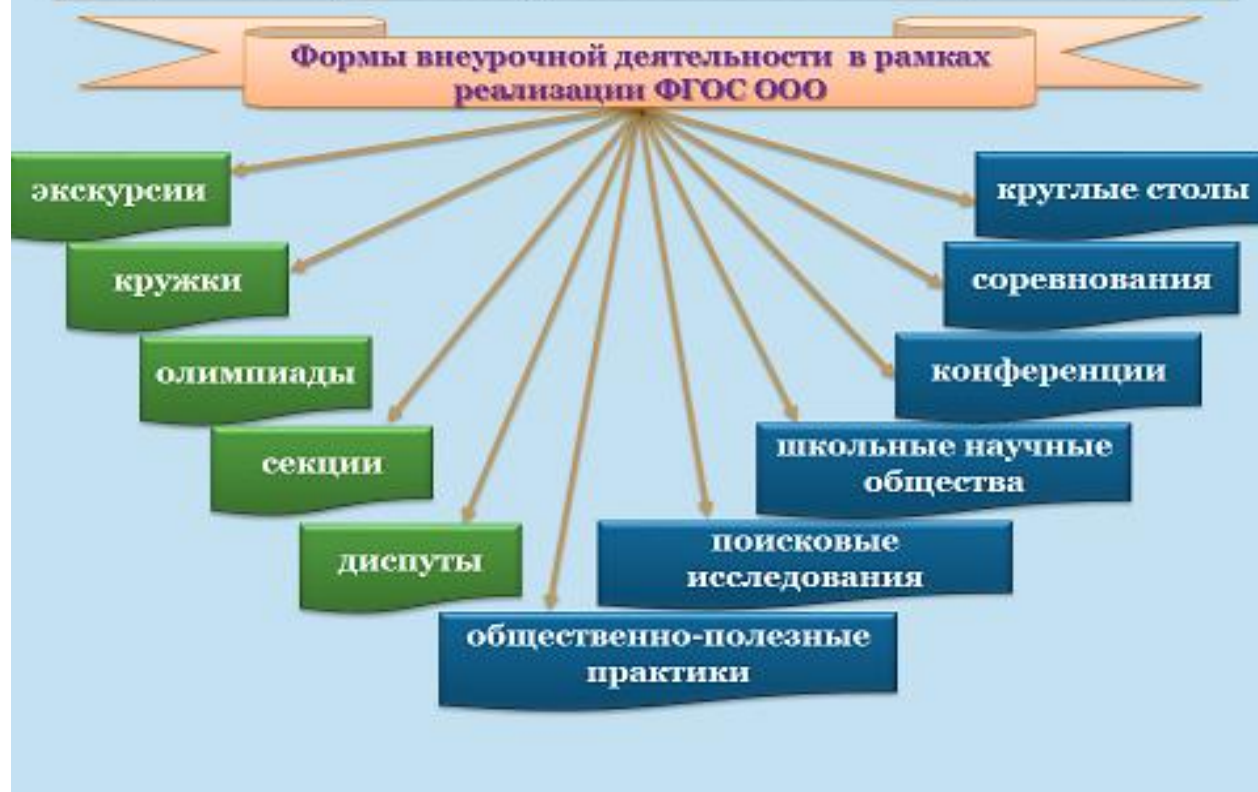 Формы внеурочной деятельности в рамках
реализации ФГОС ООО
экскурсии
кружки
олимпиады
секции
диспуты
общественно-полезные
практики
круглые столы
соревнования
конференции
школьные научные
общества
поисковые
исследования